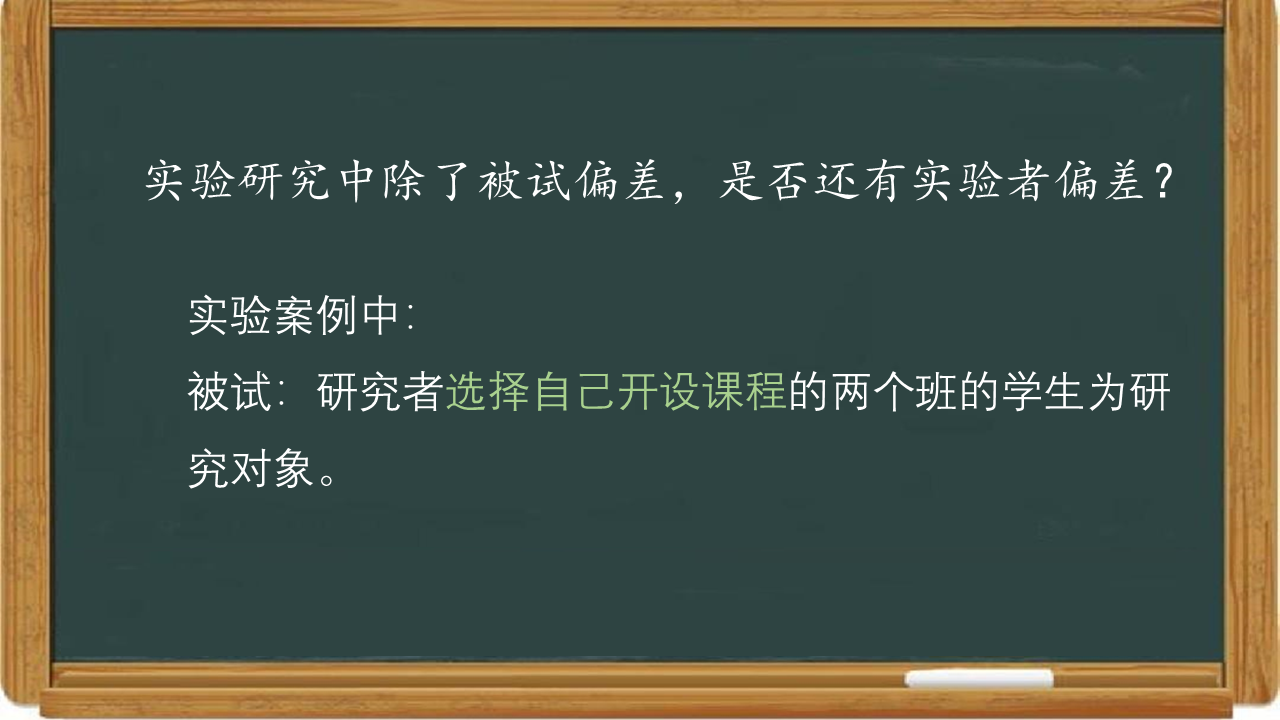 实验研究中除了被试偏差，是否还有实验者偏差？
实验案例中：
被试：研究者选择自己开设课程的两个班的学生为研
究对象。